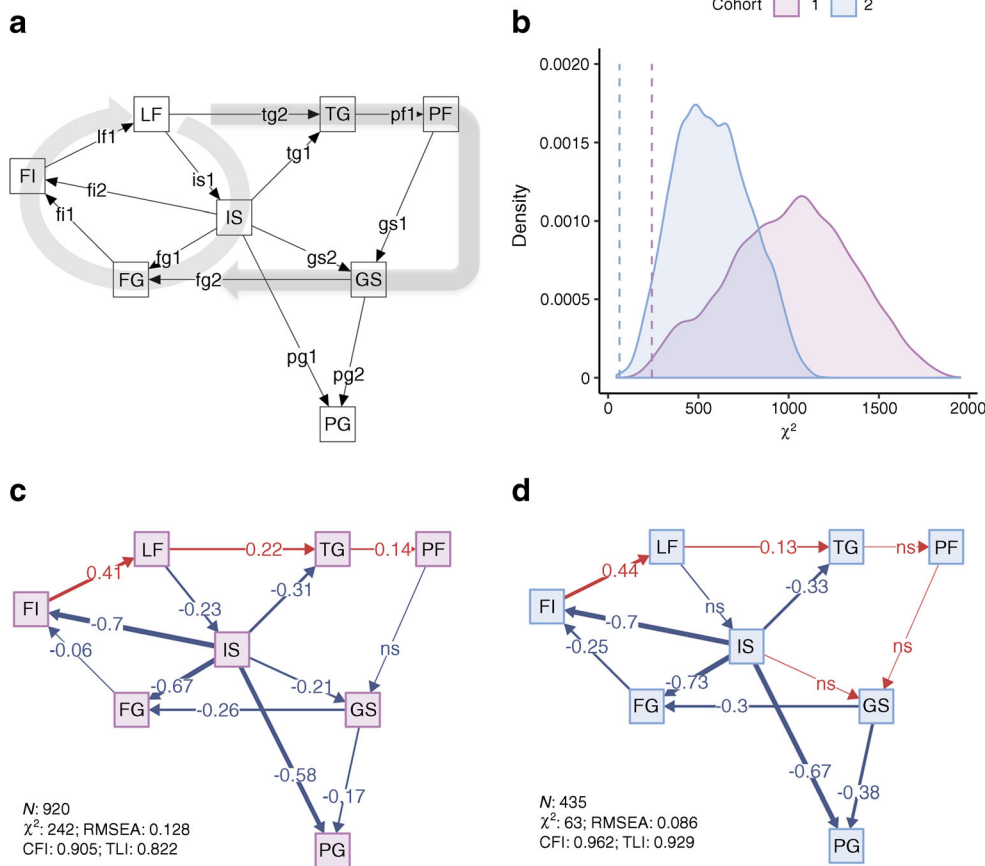 Cohort 1 2
a
b
LF
tg2
TG
pf1
PF
lf1
tg1
FI
is1
fi2
fi1
IS
gs1
fg1
gs2
FG
fg2
GS
pg1
pg2
PG
0.0020
0.0015
0.0010
0.0005
0
Density
0 500 1000 1500 2000
χ²
c
LF
0.22
TG
0.14
PF
0.41
-0.31
FI
-0.23
-0.7
-0.06
IS
ns
-0.67
-0.21
FG
-0.26
GS
-0.58
-0.17
PG
N: 920
χ²: 242; RMSEA: 0.128
CFI: 0.905; TLI: 0.822
d
LF
0.13
TG
ns
PF
0.44
-0.33
FI
ns
-0.7
-0.25
IS
ns
-0.73
ns
FG
-0.3
GS
-0.67
-0.38
PG
N: 435
χ²: 63; RMSEA: 0.086
CFI: 0.962; TLI: 0.929